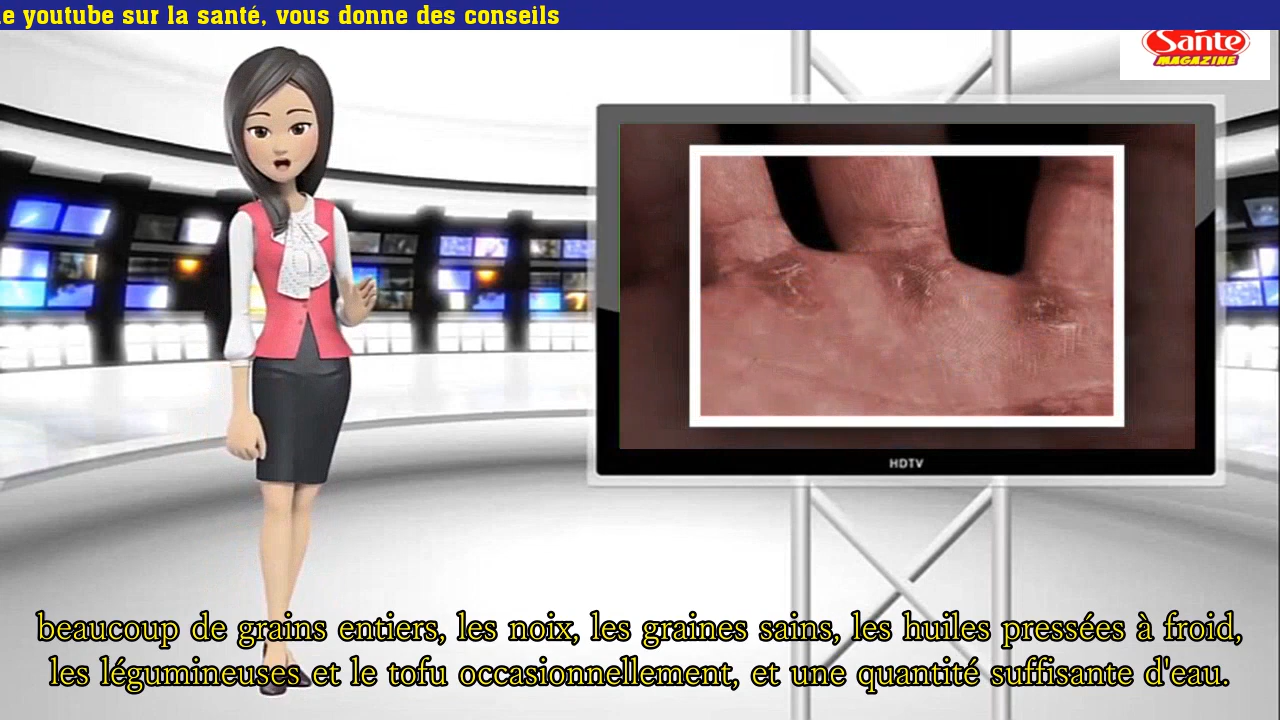 e youtube sur la santé, vous donne des conseils
Sante
MAGAZINE
HDTV
beaucoup de grains entiers, les noix, les graines sains, les huiles pressées à froid,
les légumineuses et le tofu occasionnellement, et une quantité suffisante d'eau.